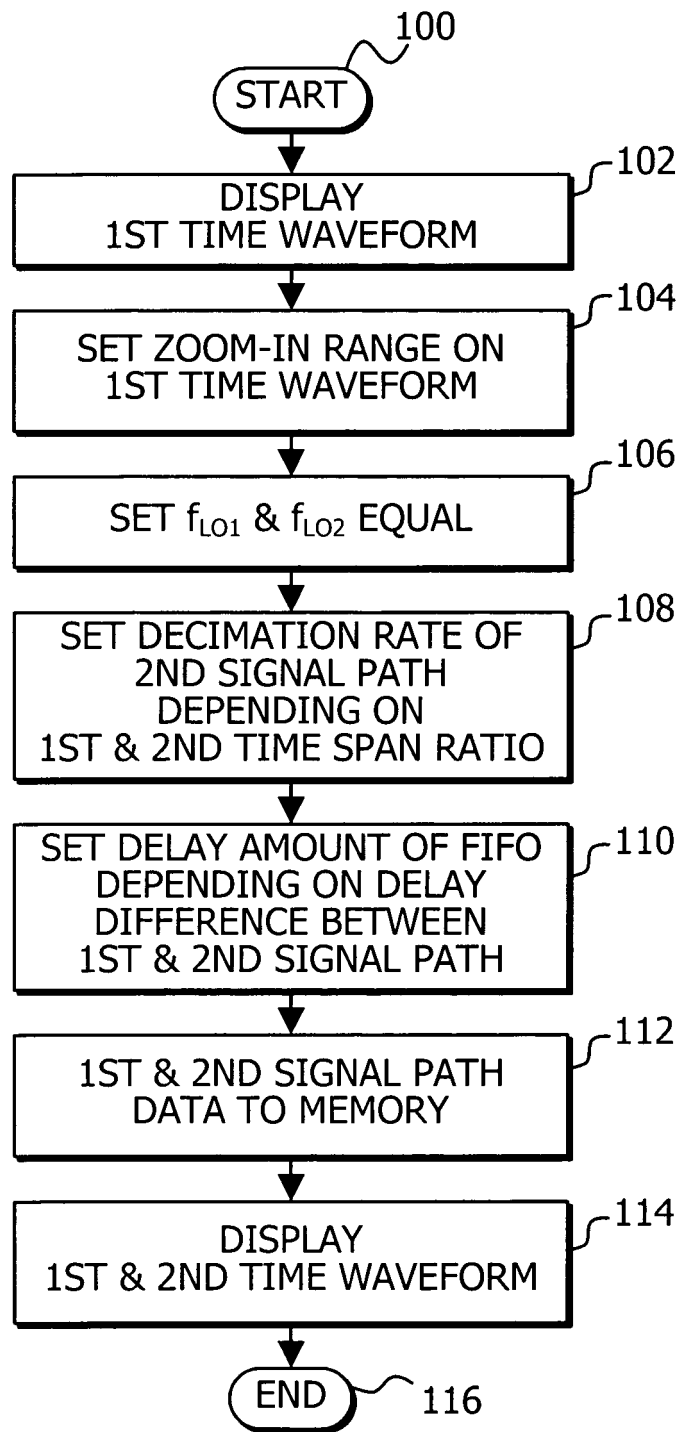 100
START
102
DISPLAY
1ST TIME WAVEFORM
104
SET ZOOM-IN RANGE ON
1ST TIME WAVEFORM
106
SET fLO1 & fLO2 EQUAL
108
SET DECIMATION RATE OF
2ND SIGNAL PATH
DEPENDING ON
1ST & 2ND TIME SPAN RATIO
110
SET DELAY AMOUNT OF FIFO
DEPENDING ON DELAY
DIFFERENCE BETWEEN
1ST & 2ND SIGNAL PATH
112
1ST & 2ND SIGNAL PATH
DATA TO MEMORY
114
DISPLAY
1ST & 2ND TIME WAVEFORM
END
116